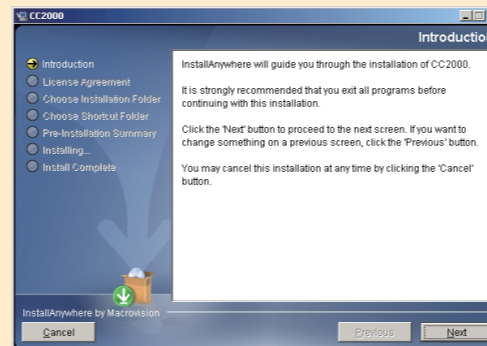 CC2000
Introduction
Introduction
License Agreement
Choose Installation Folder
Choose Shortcut Folder
Pre-Installation Summary
Installing...
Install Complete
InstallAnywhere will guide you through the installation of CC2000.
It is strongly recommended that you exit all programs before
continuing with this installation.
Click the 'Next' button to proceed to the next screen. If you want to
change something on a previous screen, click the 'Previous' button.
You may cancel this installation at any time by clicking the 'Cancel'
button.
InstallAnywhere by Macrovision
Cancel
Previous
Next